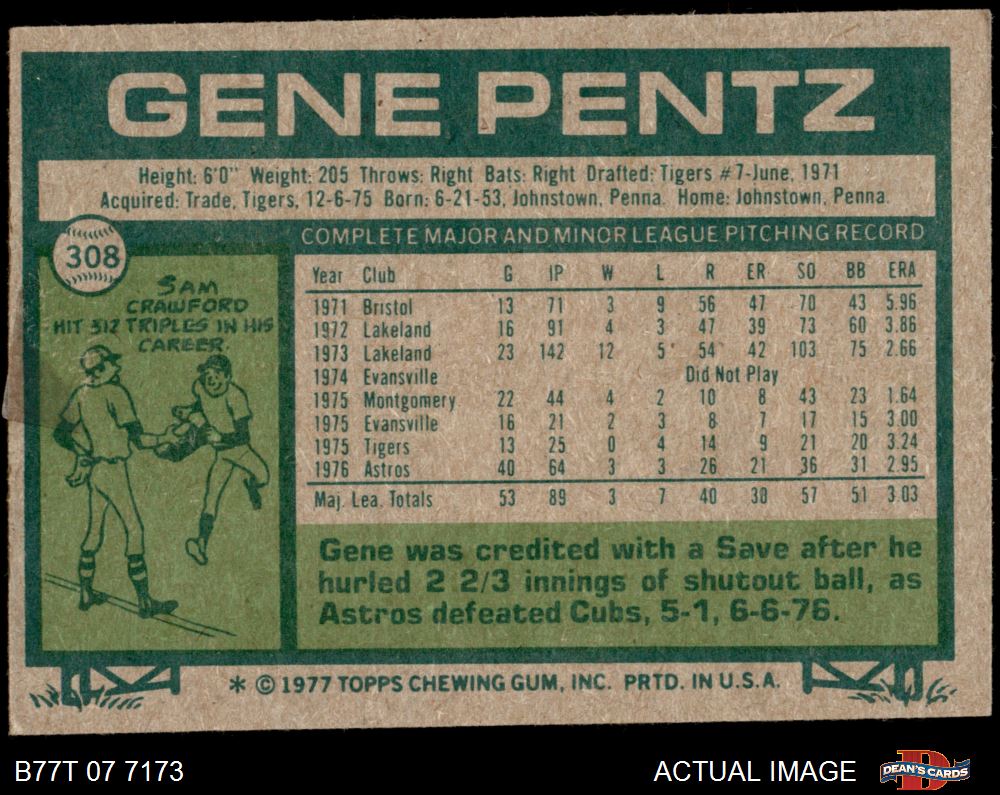 GENE PENTZ
Height: 6'0" Weight: 205 Throws: Right Bats: Right Drafted: Tigers #7-June, 1971
Acquired: Trade, Tigers, 12-6-75 Born: 6-21-53, Johnstown, Penna. Home: Johnstown, Penna.
308
SAM
CRAWFORD
HIT 312 TRIPLES IN HIS
CAREER.
COMPLETE MAJOR AND MINOR LEAGUE PITCHING RECORD
Year Club G IP W L R ER SO BB ERA
1971 Bristol 13 71 3 9 56 47 70 43 5.96
1972 Lakeland 16 91 4 3 47 39 73 60 3.86
1973 Lakeland 23 142 12 5 54 42 103 75 2.66
1974 Evansville Did Not Play
1975 Montgomery 22 44 4 2 10 8 43 23 1.64
1975 Evansville 16 21 2 3 8 7 17 15 3.00
1975 Tigers 13 25 0 4 14 9 21 20 3.24
1976 Astros 40 64 3 3 26 21 36 31 2.95
Maj. Lea. Totals 53 89 3 7 40 30 57 51 3.03
Gene was credited with a Save after he
hurled 2 2/3 innings of shutout ball, as
Astros defeated Cubs, 5-1, 6-6-76.
* © 1977 TOPPS CHEWING GUM, INC. PRTD. IN U.S.A.
B77T 07 7173
ACTUAL IMAGE
D
DEAN'S CARDS